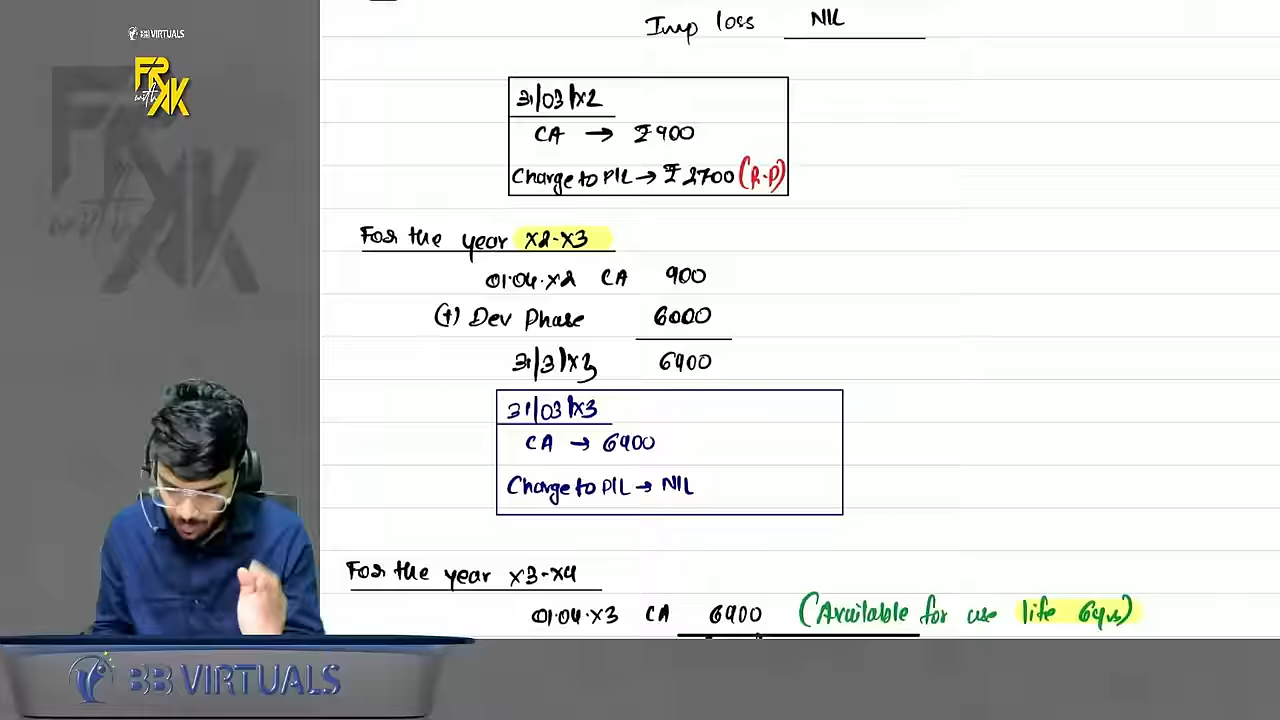 BB VIRTUALS
FR
with
KK
Imp loss NIL
31/03/x2
CA → ₹900
Charge to P/L → ₹2700 (R.P)
For the year x2-x3
01.04.x2 CA 900
(+) Dev Phase 6000
31/3/x3 6900
31/03/x3
CA → 6900
Charge to P/L → NIL
For the year x3-x4
01.04.x3 CA 6900 (Available for use life 6yrs)
BB VIRTUALS